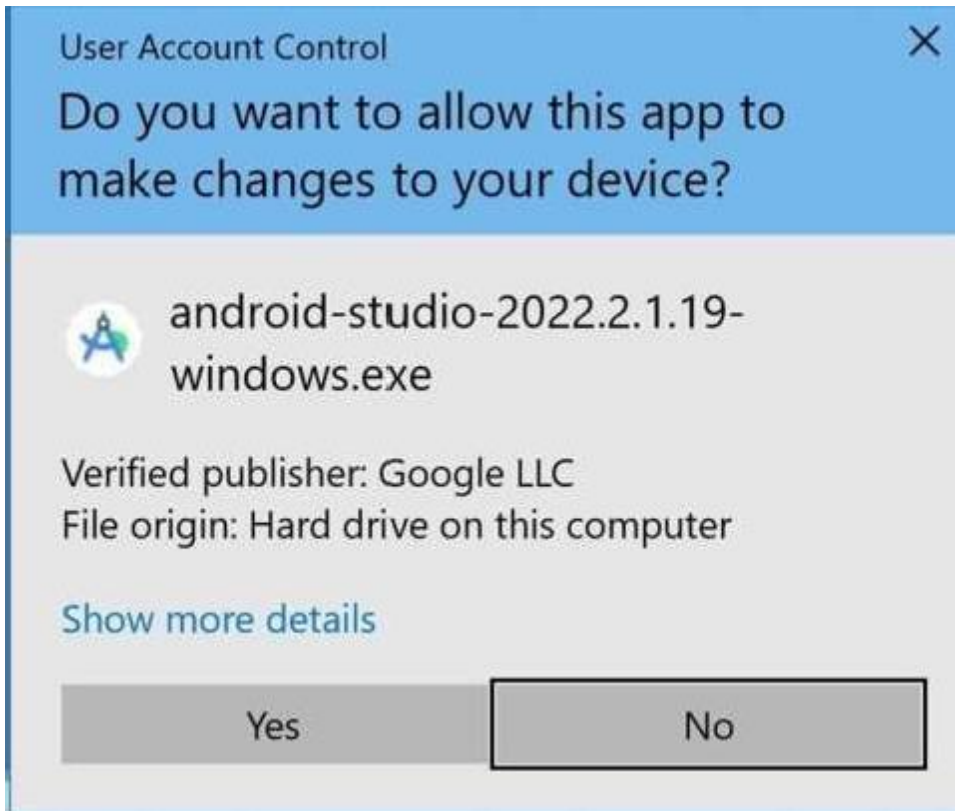 User Account Control
Do you want to allow this app to
make changes to your device?
android-studio-2022.2.1.19-
windows.exe
Verified publisher: Google LLC
File origin: Hard drive on this computer
Show more details
Yes
No